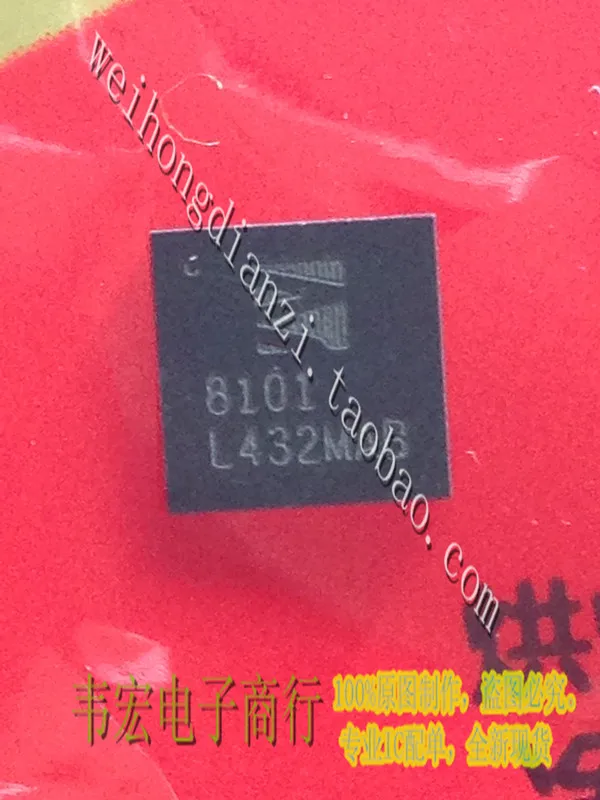 weihongdianzi.taobao.com
8101
韦宏电子商行
100%原图制作，盗图必究，
专业IC配单，全新现货